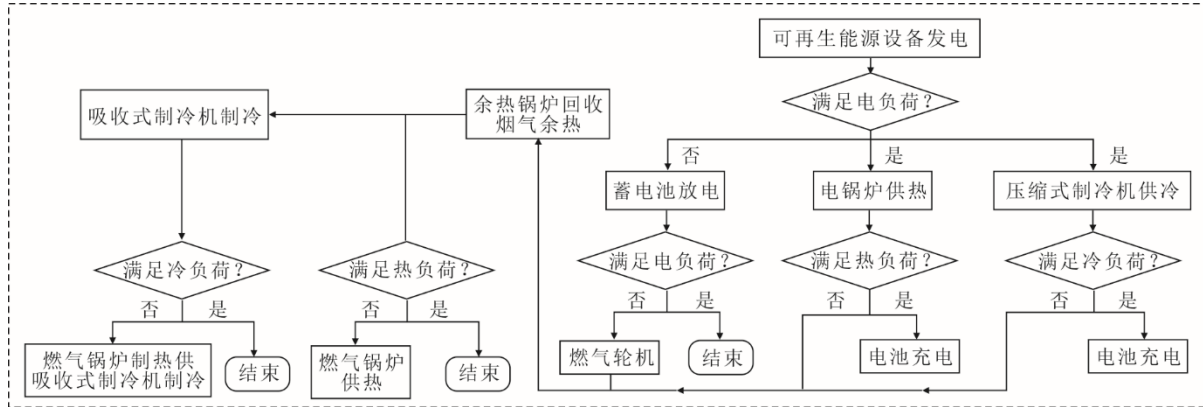 可再生能源设备发电
满足电负荷?
余热锅炉回收
烟气余热
吸收式制冷机制冷
否
是
是
蓄电池放电
电锅炉供热
压缩式制冷机供冷
满足冷负荷?
满足热负荷?
满足电负荷?
满足热负荷?
满足冷负荷?
否
是
否
是
否
是
否
是
否
是
燃气锅炉制热供
吸收式制冷机制冷
结束
燃气锅炉
供热
结束
燃气轮机
结束
电池充电
电池充电